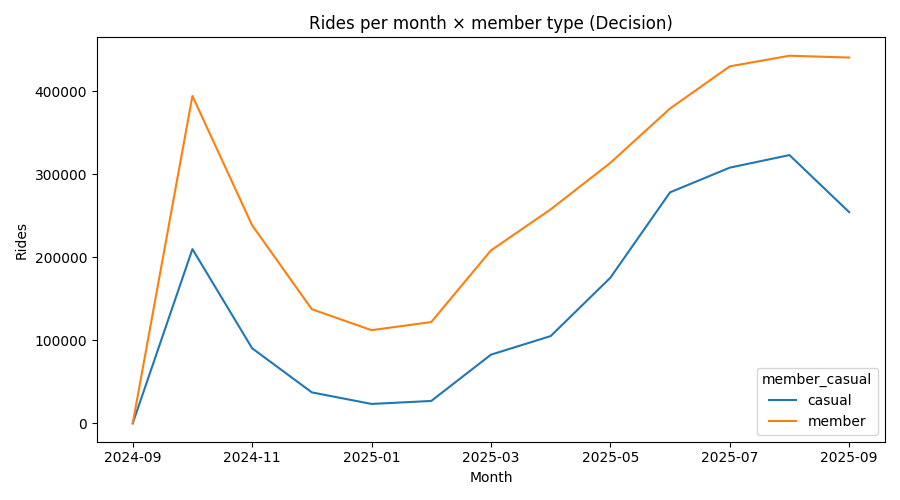 Rides per month × member type (Decision)
Rides
400000
300000
200000
100000
0
member_casual
casual
member
2024-09 2024-11 2025-01 2025-03 2025-05 2025-07 2025-09
Month